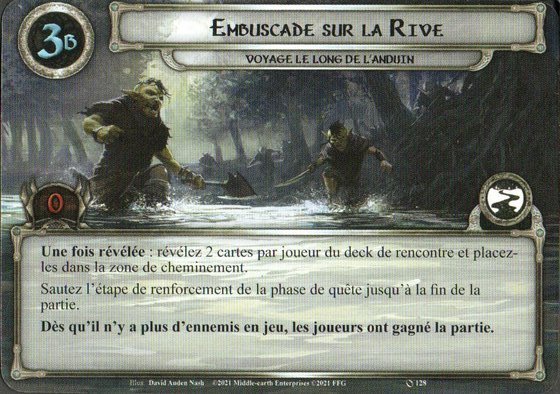 3B
EMBUSCADE SUR LA RIVE
VOYAGE LE LONG DE L'ANDUIN
0
Une fois révélée : révélez 2 cartes par joueur du deck de rencontre et placez-
les dans la zone de cheminement.
Sautez l'étape de renforcement de la phase de quête jusqu'à la fin de la
partie.
Dès qu'il n'y a plus d'ennemis en jeu, les joueurs ont gagné la partie.
Illus. David Auden Nash ©2021 Middle-earth Enterprises ©2021 FFG
128